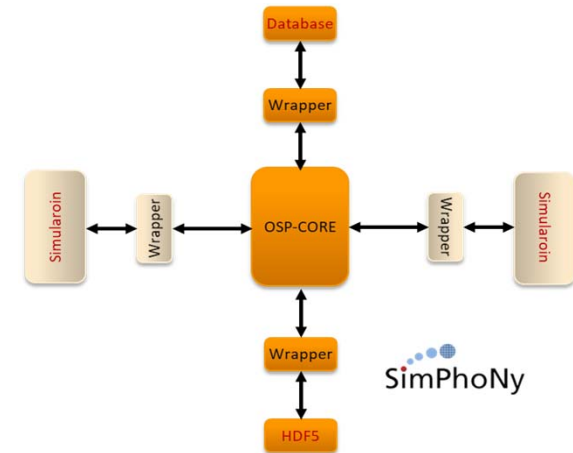 Database
Wrapper
Simularoin
Wrapper
OSP-CORE
Wrapper
Simularoin
Wrapper
SimPhoNy
HDF5